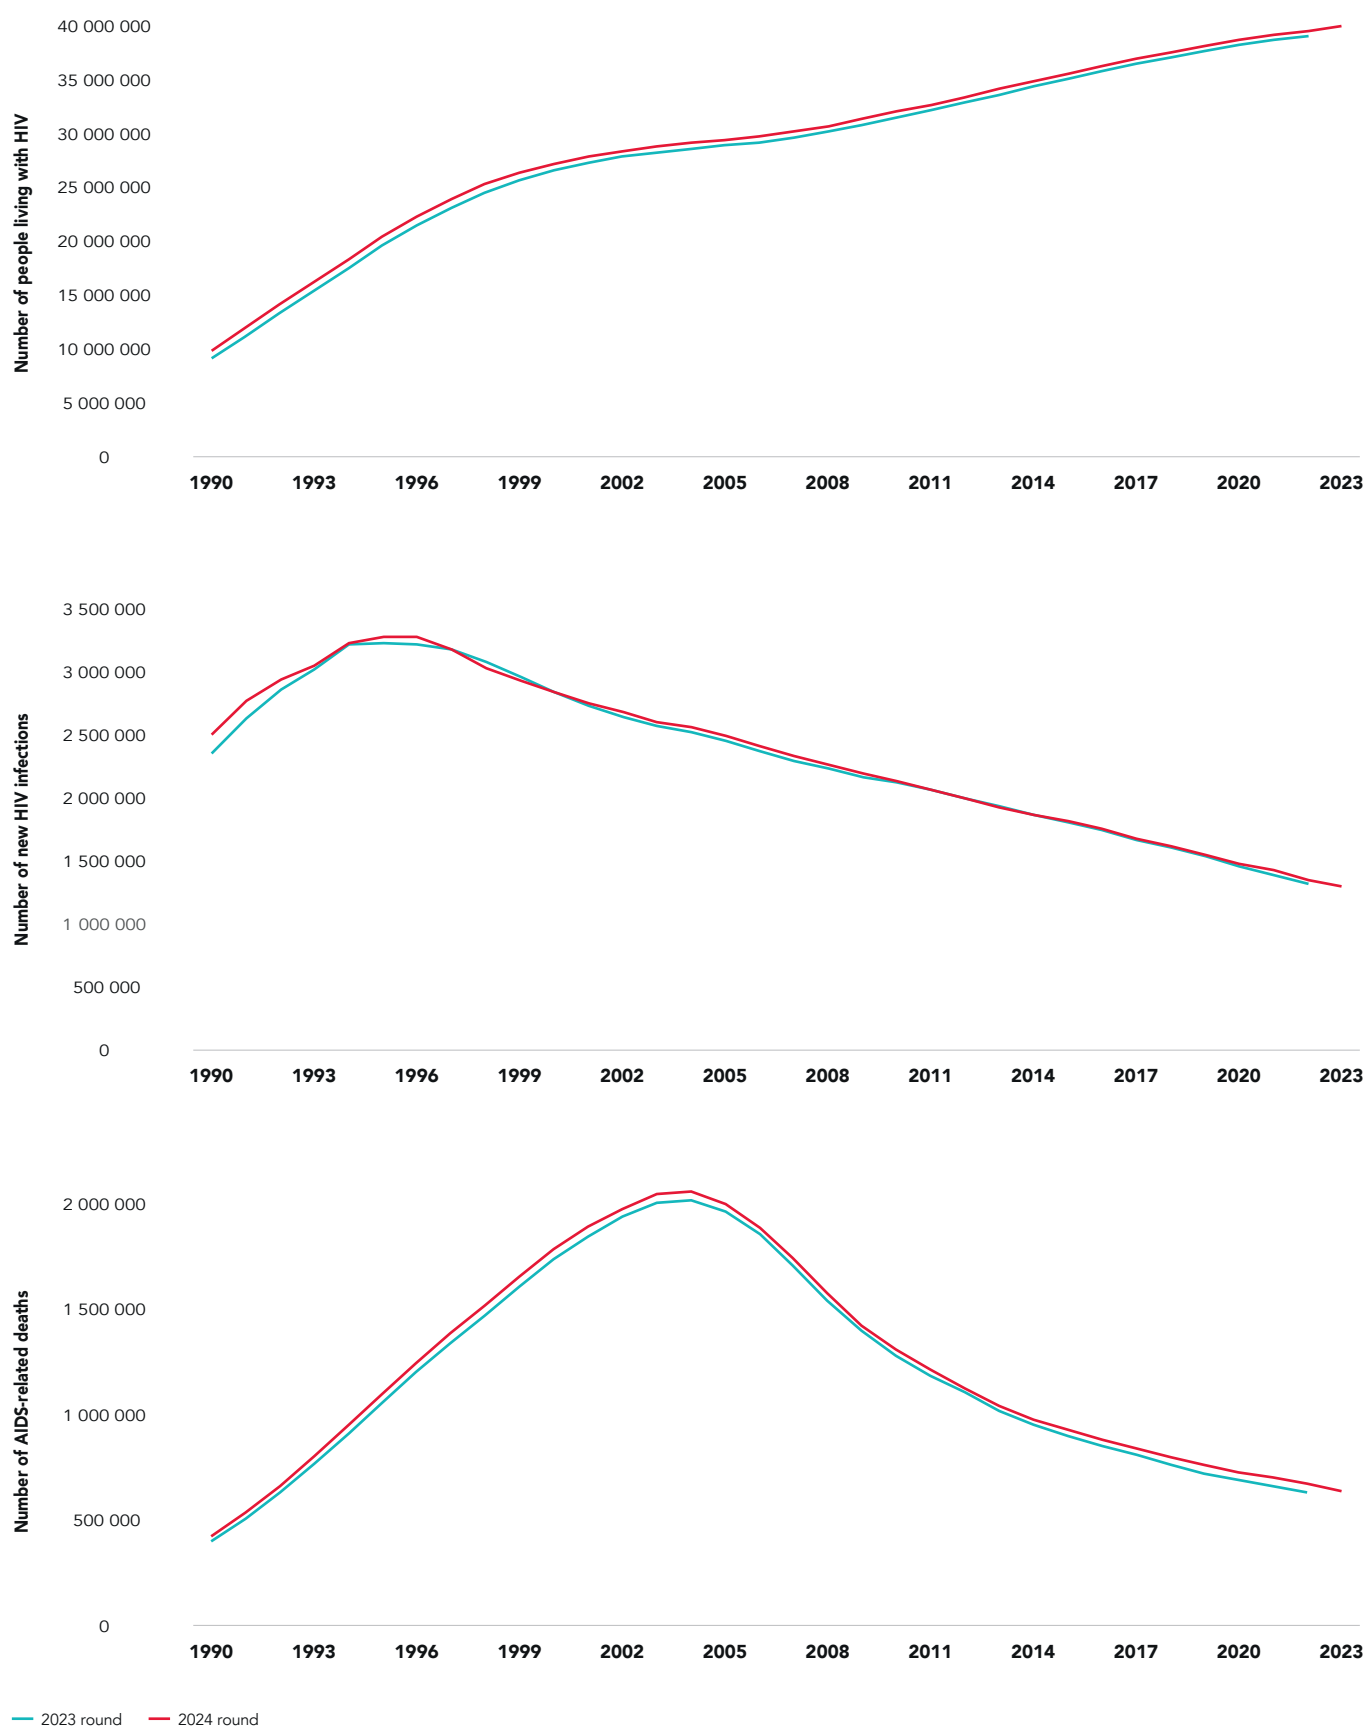 Number of people living with HIV
40 000 000
35 000 000
30 000 000
25 000 000
20 000 000
15 000 000
10 000 000
5 000 000
0
1990 1993 1996 1999 2002 2005 2008 2011 2014 2017 2020 2023
Number of new HIV infections
3 500 000
3 000 000
2 500 000
2 000 000
1 500 000
1 000 000
500 000
0
1990 1993 1996 1999 2002 2005 2008 2011 2014 2017 2020 2023
Number of AIDS-related deaths
2 000 000
1 500 000
1 000 000
500 000
0
1990 1993 1996 1999 2002 2005 2008 2011 2014 2017 2020 2023
2023 round 2024 round